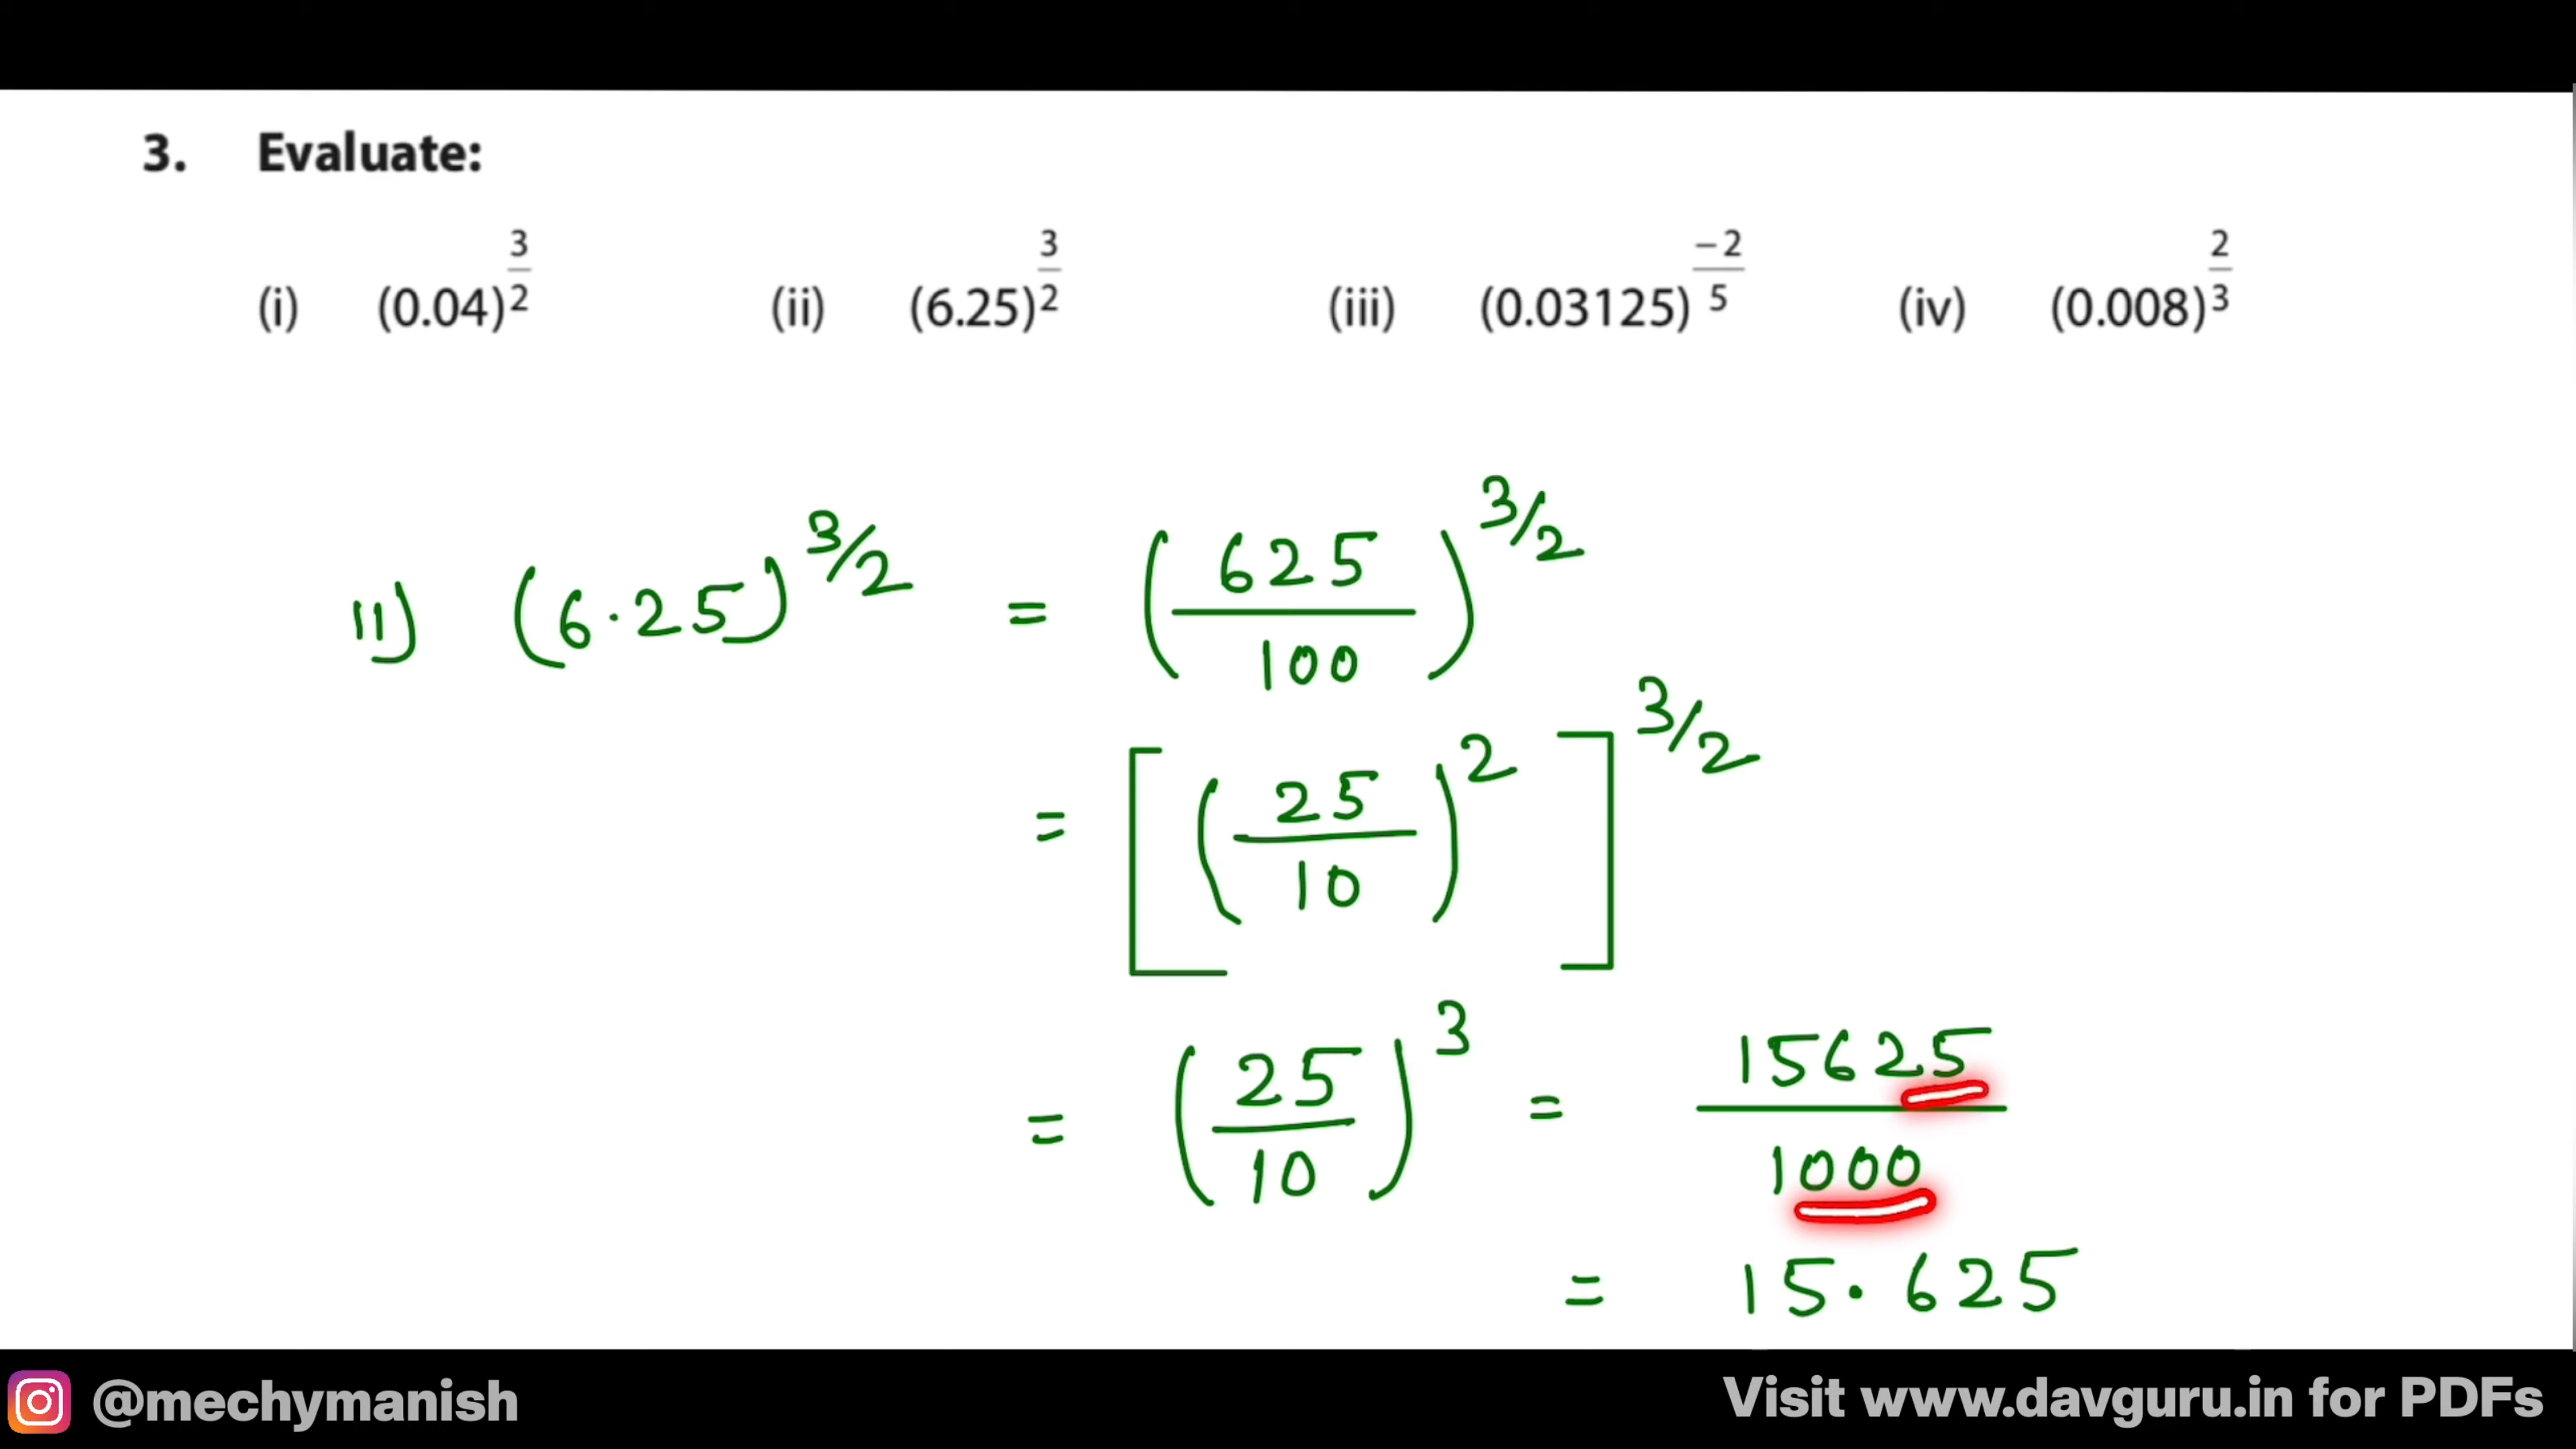 3. Evaluate:
(i) (0.04)^(3/2) (ii) (6.25)^(3/2) (iii) (0.03125)^(-2/5) (iv) (0.008)^(2/3)
ii) (6.25)^(3/2) = (625/100)^(3/2)
= [(25/10)^2]^(3/2)
= (25/10)^3 = 15625/1000
= 15.625
@mechymanish Visit www.davguru.in for PDFs